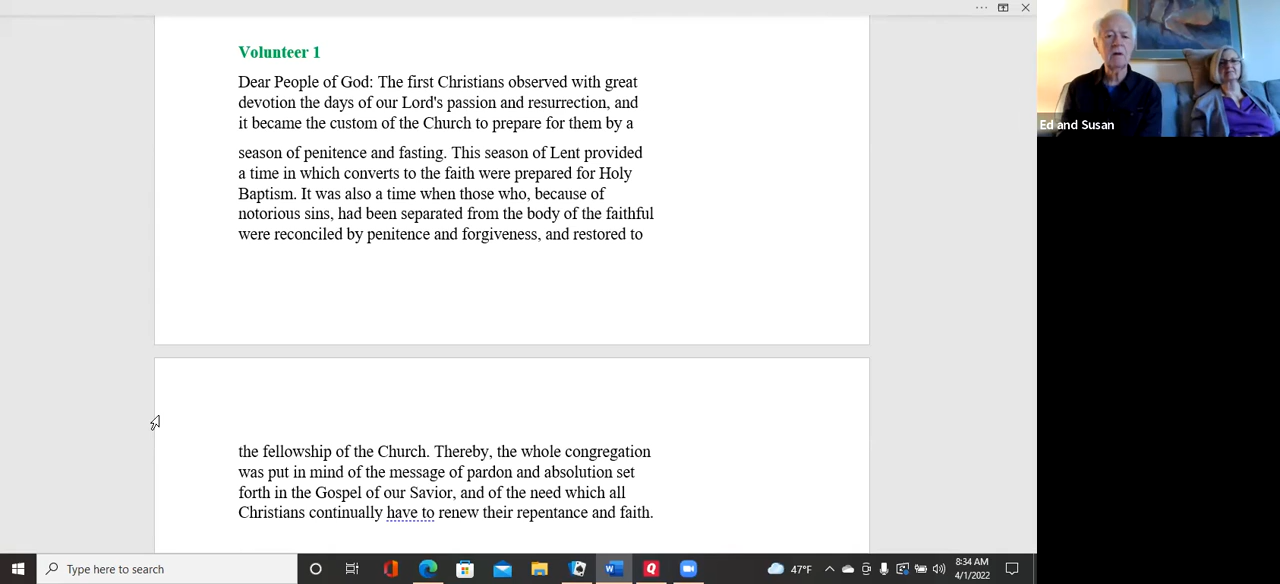 Volunteer 1
Dear People of God: The first Christians observed with great
devotion the days of our Lord's passion and resurrection, and
it became the custom of the Church to prepare for them by a
season of penitence and fasting. This season of Lent provided
a time in which converts to the faith were prepared for Holy
Baptism. It was also a time when those who, because of
notorious sins, had been separated from the body of the faithful
were reconciled by penitence and forgiveness, and restored to
the fellowship of the Church. Thereby, the whole congregation
was put in mind of the message of pardon and absolution set
forth in the Gospel of our Savior, and of the need which all
Christians continually have to renew their repentance and faith.
Ed and Susan
Type here to search
47°F
8:34 AM
4/1/2022